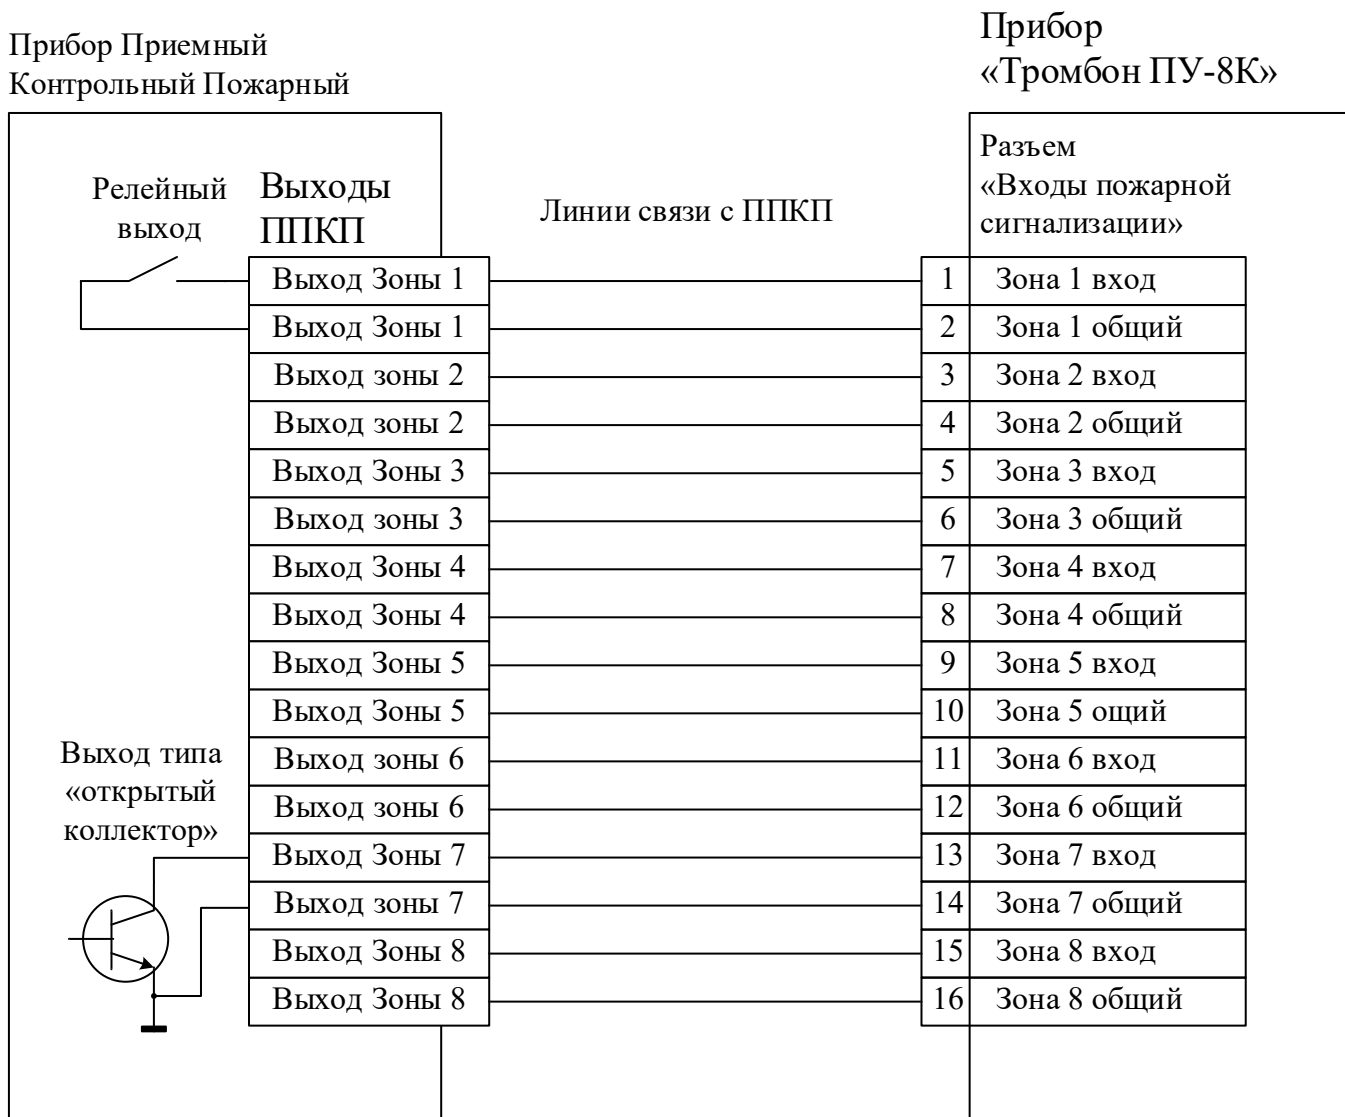 Прибор Приемный
Контрольный Пожарный
Прибор
«Тромбон ПУ-8К»
Релейный
выход
Выходы
ППКП
Линии связи с ППКП
Разъем
«Входы пожарной
сигнализации»
Выход Зоны 1 1 Зона 1 вход
Выход Зоны 1 2 Зона 1 общий
Выход зоны 2 3 Зона 2 вход
Выход зоны 2 4 Зона 2 общий
Выход Зоны 3 5 Зона 3 вход
Выход зоны 3 6 Зона 3 общий
Выход Зоны 4 7 Зона 4 вход
Выход Зоны 4 8 Зона 4 общий
Выход Зоны 5 9 Зона 5 вход
Выход Зоны 5 10 Зона 5 ощий
Выход зоны 6 11 Зона 6 вход
Выход зоны 6 12 Зона 6 общий
Выход Зоны 7 13 Зона 7 вход
Выход зоны 7 14 Зона 7 общий
Выход Зоны 8 15 Зона 8 вход
Выход Зоны 8 16 Зона 8 общий
Выход типа
«открытый
коллектор»